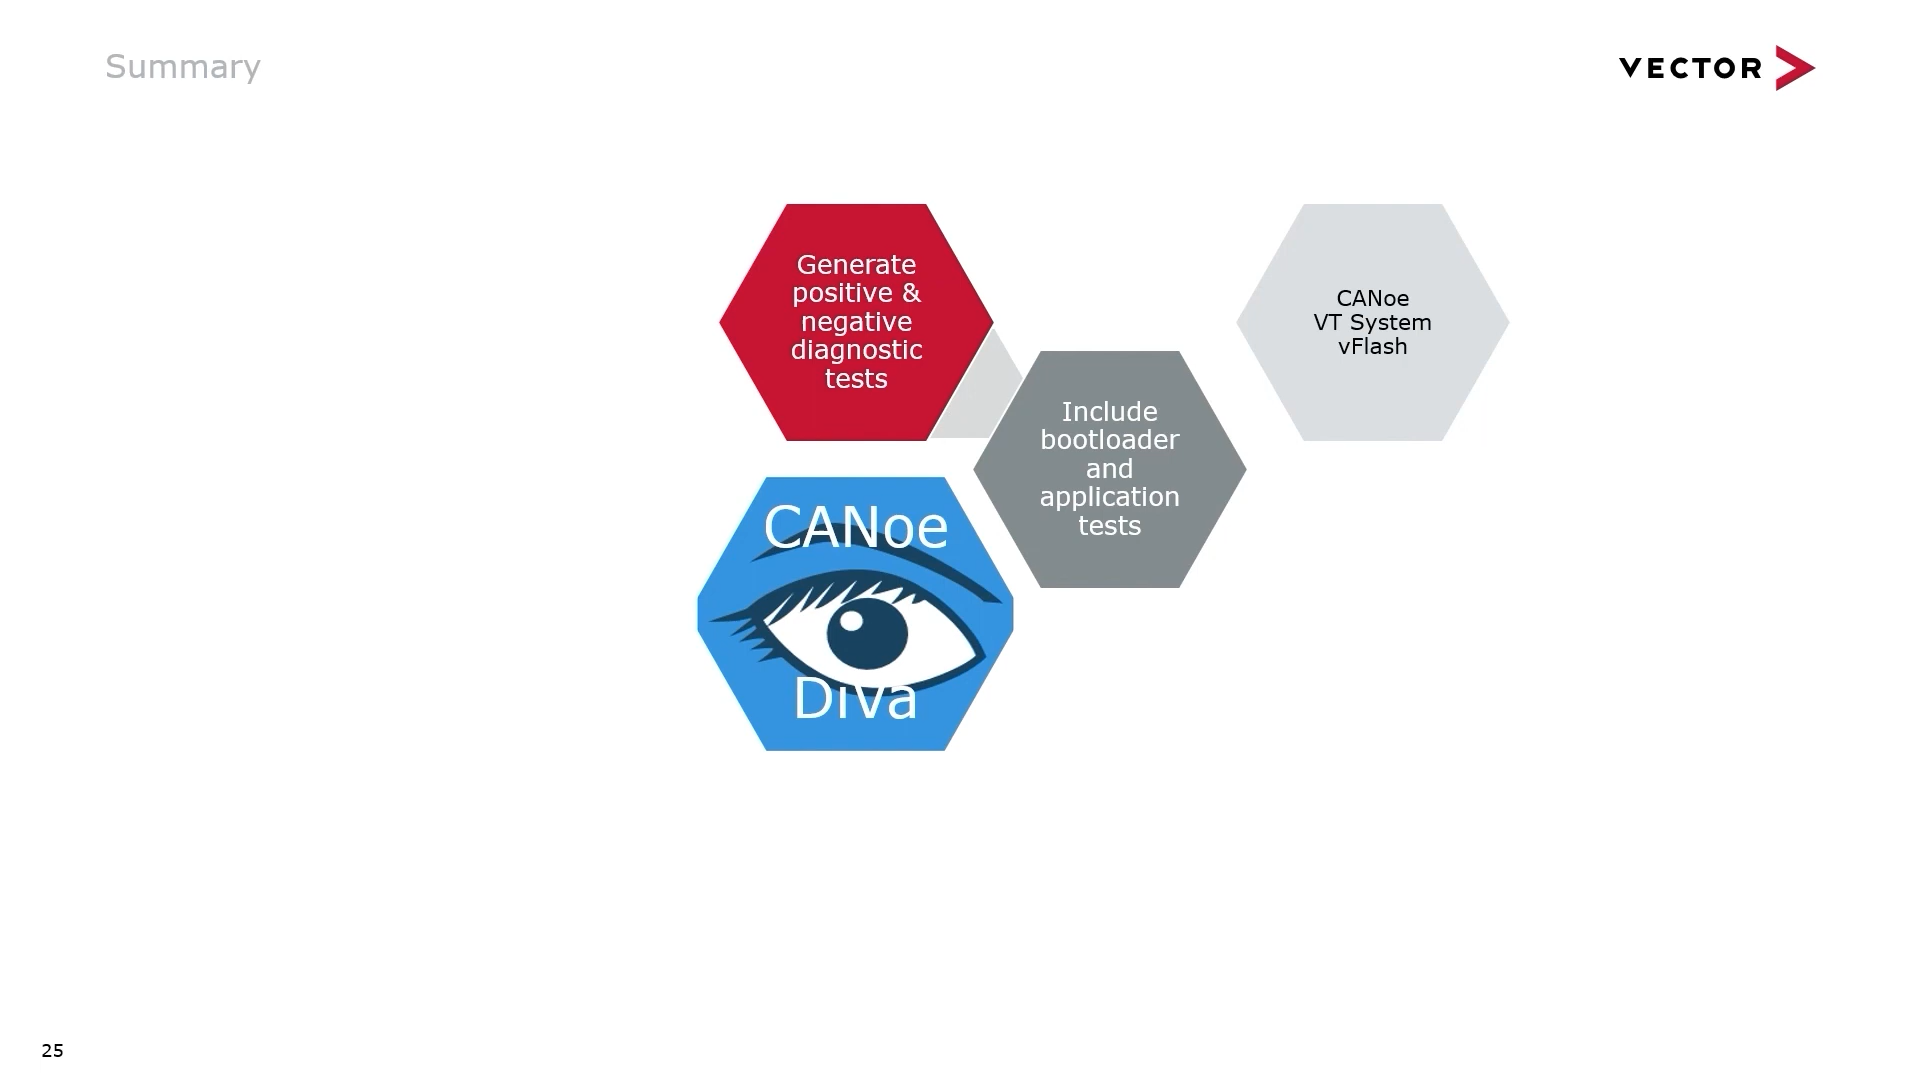 Summary
VECTOR
Generate
positive &
negative
diagnostic
tests
CANoe
VT System
vFlash
Include
bootloader
and
application
tests
CANoe
DiVa
25